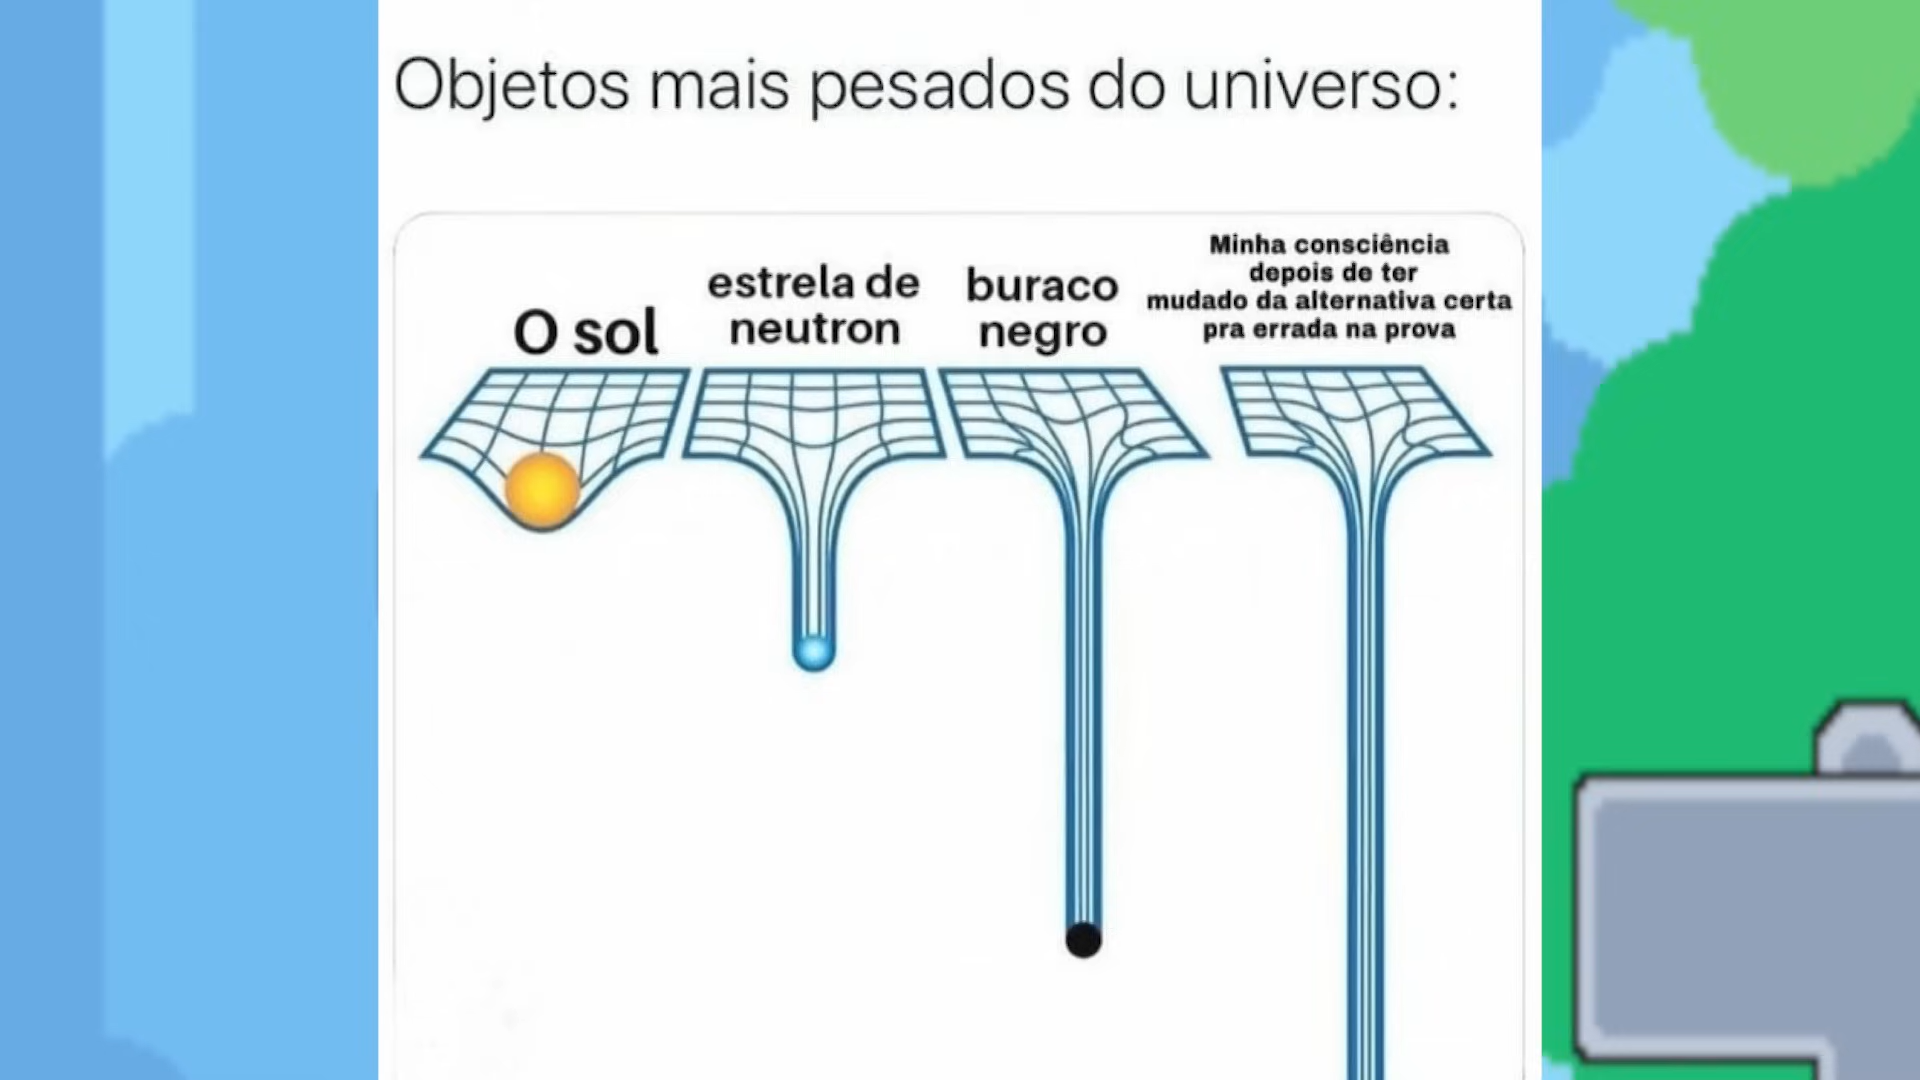 Objetos mais pesados do universo:
O sol
estrela de
neutron
buraco
negro
Minha consciência
depois de ter
mudado da alternativa certa
pra errada na prova